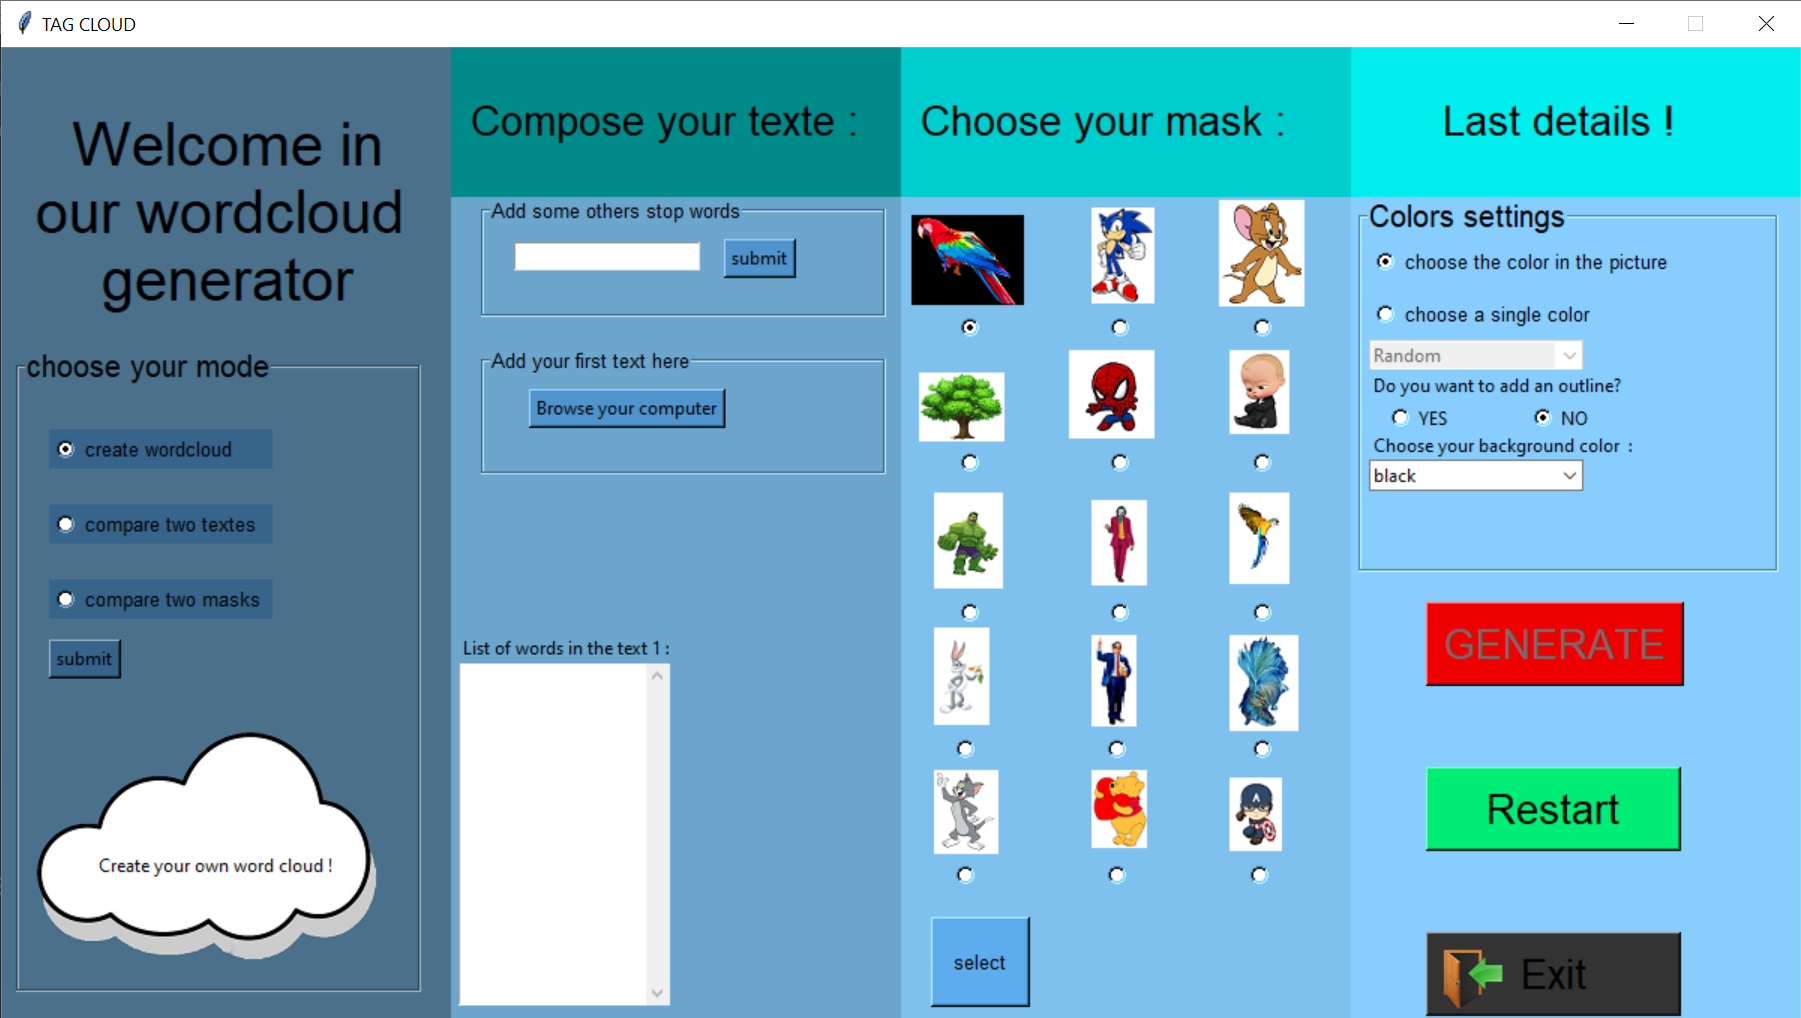 TAG CLOUD
Welcome in
our wordcloud
generator
choose your mode
create wordcloud
compare two textes
compare two masks
submit
Create your own word cloud !
Compose your texte :
Add some others stop words
submit
Add your first text here
Browse your computer
List of words in the text 1 :
Choose your mask :
select
Last details !
Colors settings
choose the color in the picture
choose a single color
Random
Do you want to add an outline?
YES NO
Choose your background color :
black
GENERATE
Restart
Exit